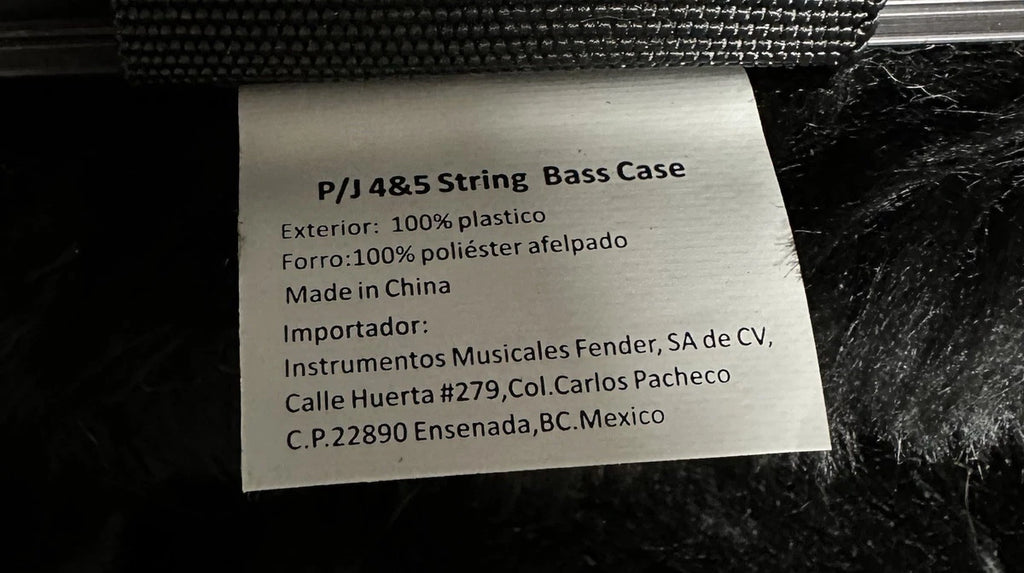 P/J 4&5 String Bass Case
Exterior: 100% plastico
Forro:100% poliéster afelpado
Made in China
Importador:
Instrumentos Musicales Fender, SA de CV,
Calle Huerta #279,Col.Carlos Pacheco
C.P.22890 Ensenada,BC.Mexico